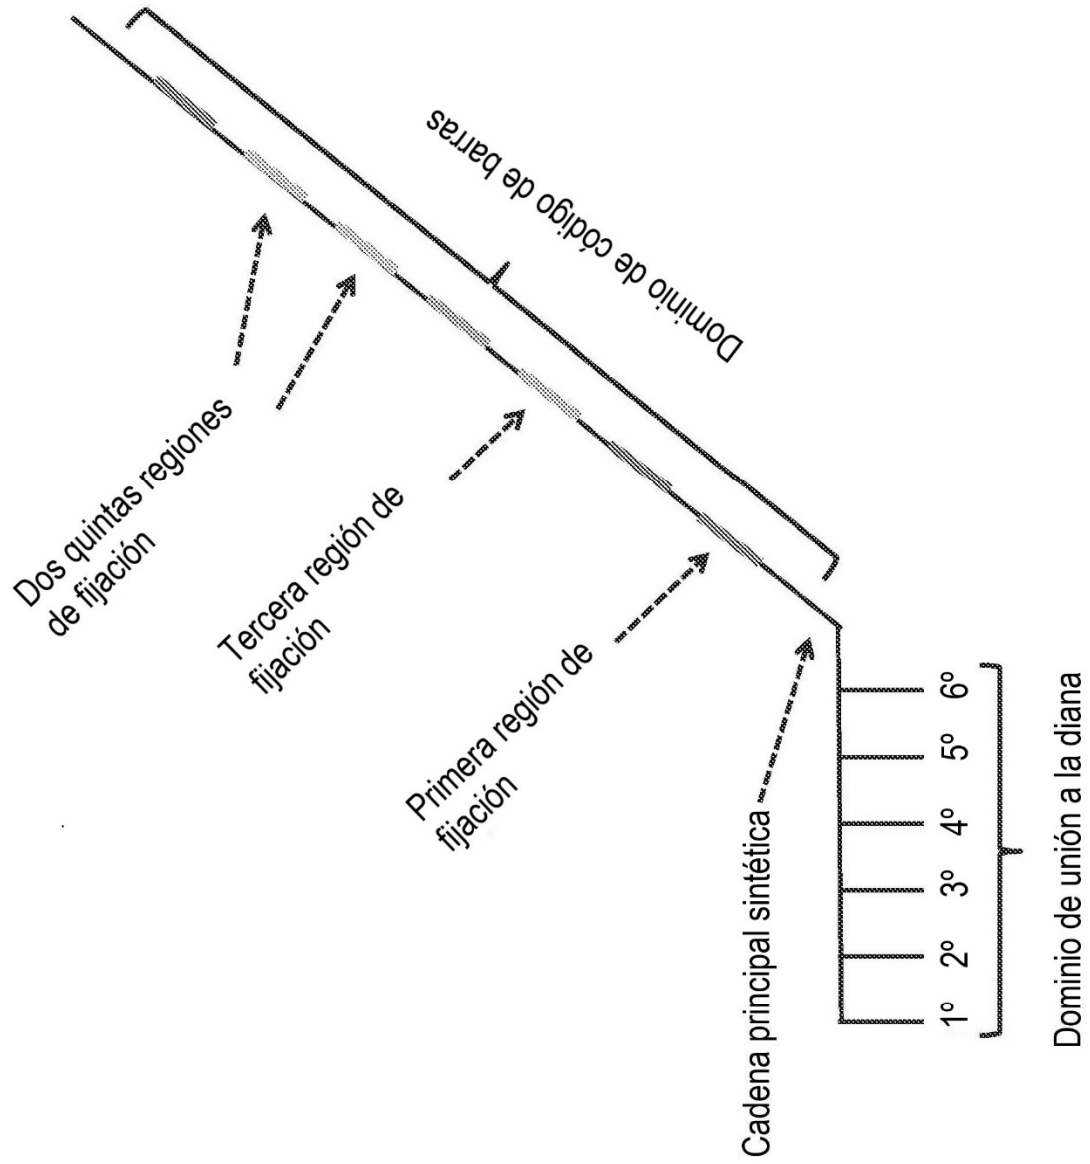 Dos quintas regiones
de fijación
Tercera región de
fijación
Primera región de
fijación
Cadena principal sintética
Dominio de código de barras
1º 2º 3º 4º 5º 6º
Dominio de unión a la diana